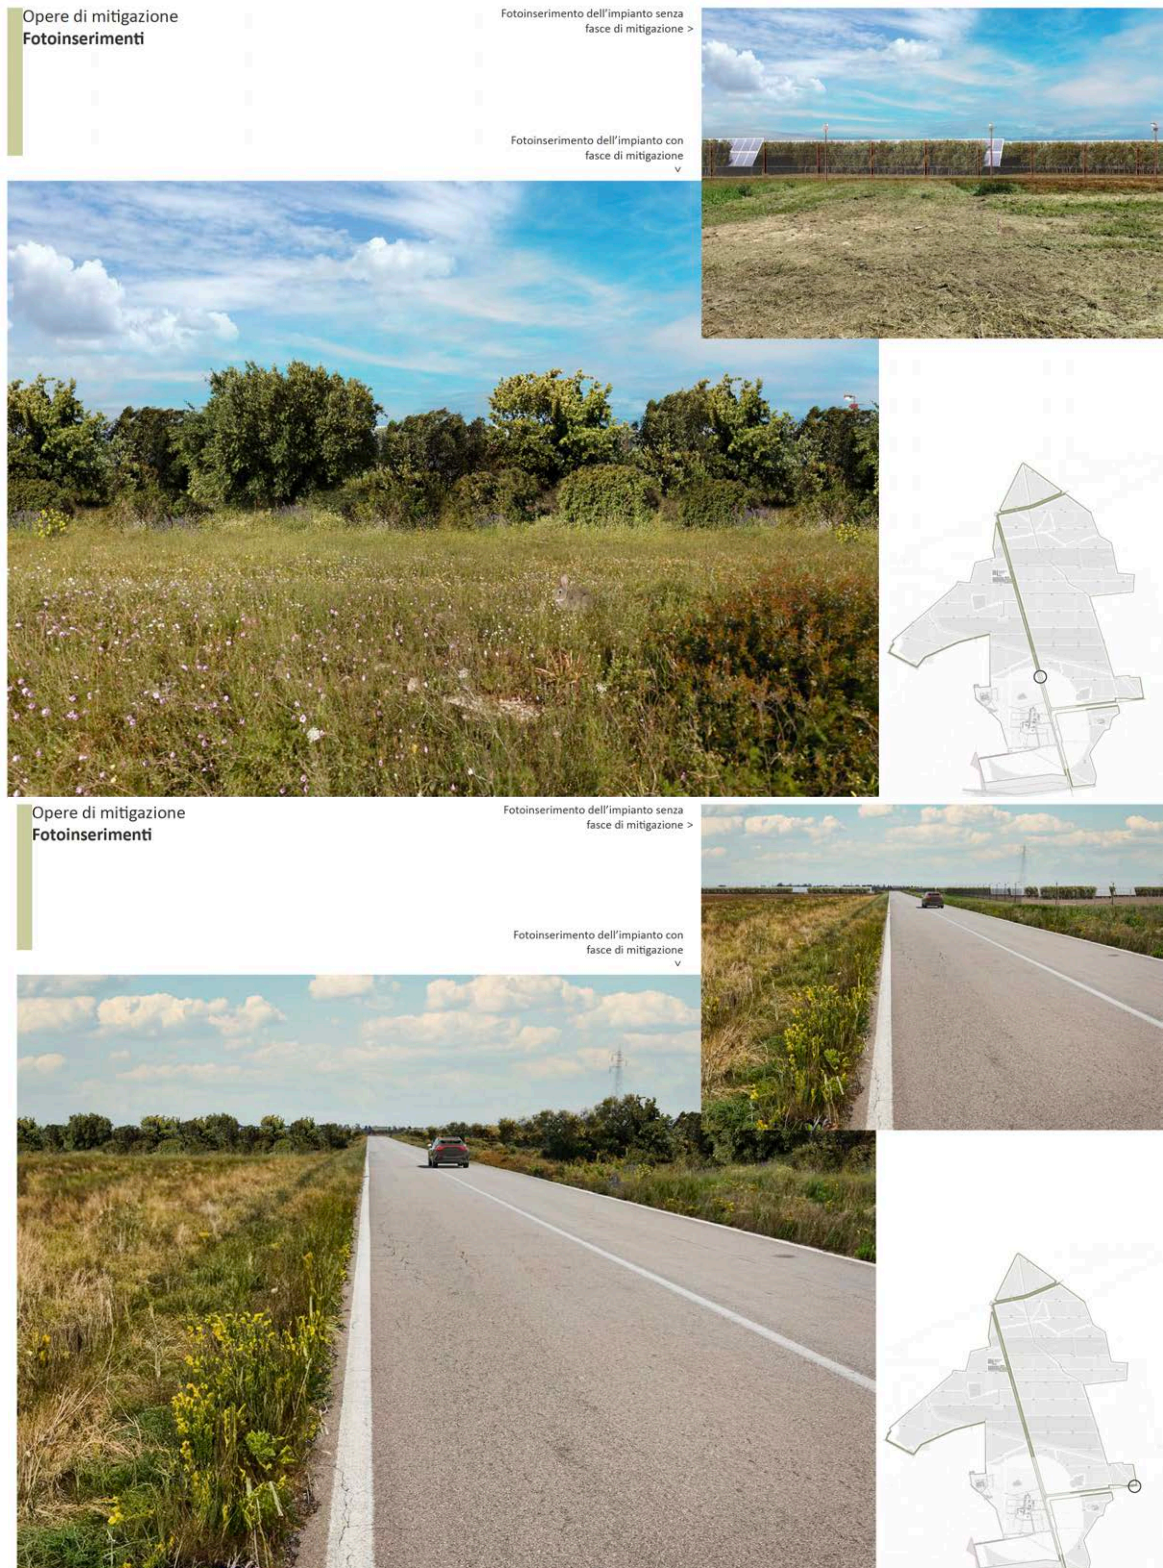 Opere di mitigazione
Fotoinserimenti
Fotoinserimento dell'impianto senza
fasce di mitigazione >
Fotoinserimento dell'impianto con
fasce di mitigazione
v
Opere di mitigazione
Fotoinserimenti
Fotoinserimento dell'impianto senza
fasce di mitigazione >
Fotoinserimento dell'impianto con
fasce di mitigazione
v